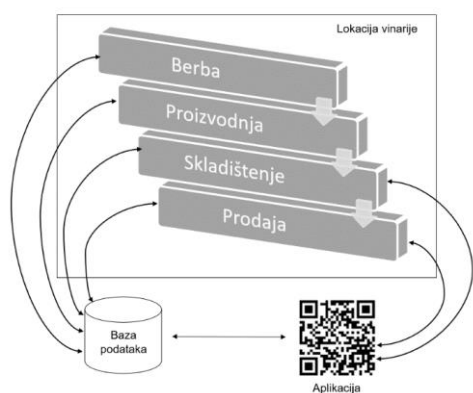 Lokacija vinarije
Berba
Proizvodnja
Skladištenje
Prodaja
Baza
podataka
Aplikacija